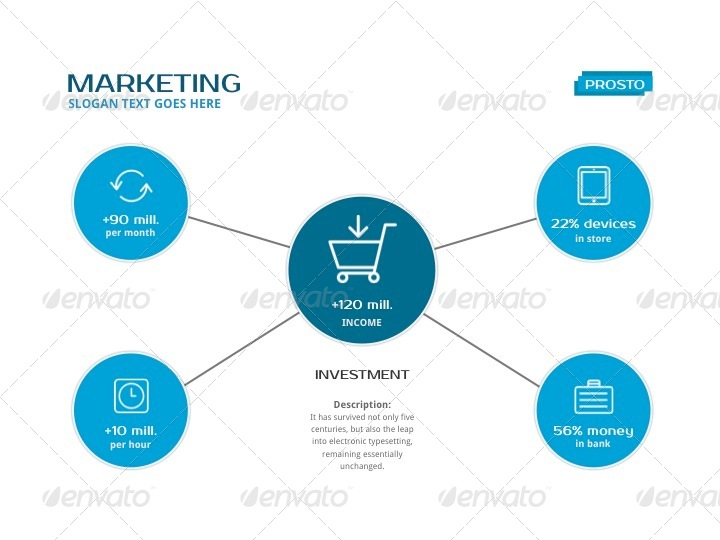 MARKETING
SLOGAN TEXT GOES HERE
PROSTO
+90 mill.
per month
22% devices
in store
+120 mill.
INCOME
+10 mill.
per hour
56% money
in bank
INVESTMENT
Description:
It has survived not only five
centuries, but also the leap
into electronic typesetting,
remaining essentially
unchanged.
envato
envato
envato
envato
envato
envato
envato
envato
envato
envato
envato
envato